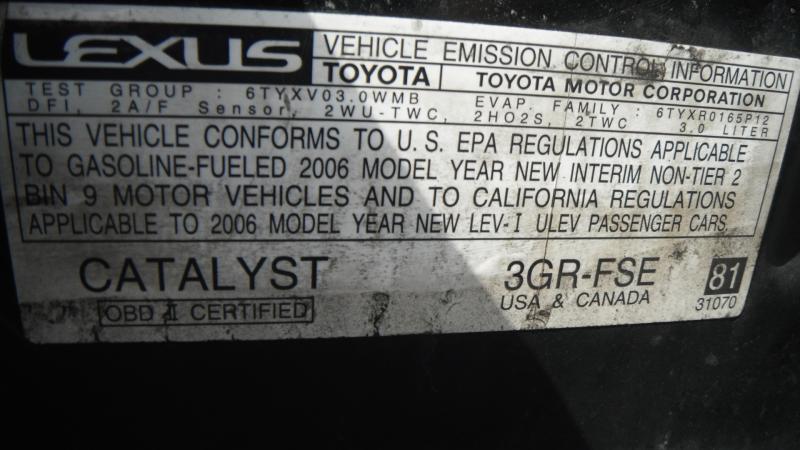 LEXUS VEHICLE EMISSION CONTROL INFORMATION
TOYOTA TOYOTA MOTOR CORPORATION
TEST GROUP : 6TYXV03.0WMB EVAP. FAMILY : 6TYXR0165P12
DFI, 2A/F Sensor, 2WU-TWC, 2HO2S, 2TWC 3.0 LITER
THIS VEHICLE CONFORMS TO U.S. EPA REGULATIONS APPLICABLE
TO GASOLINE-FUELED 2006 MODEL YEAR NEW INTERIM NON-TIER 2
BIN 9 MOTOR VEHICLES AND TO CALIFORNIA REGULATIONS
APPLICABLE TO 2006 MODEL YEAR NEW LEV-I ULEV PASSENGER CARS.
CATALYST 3GR-FSE 81
OBD II CERTIFIED USA & CANADA 31070